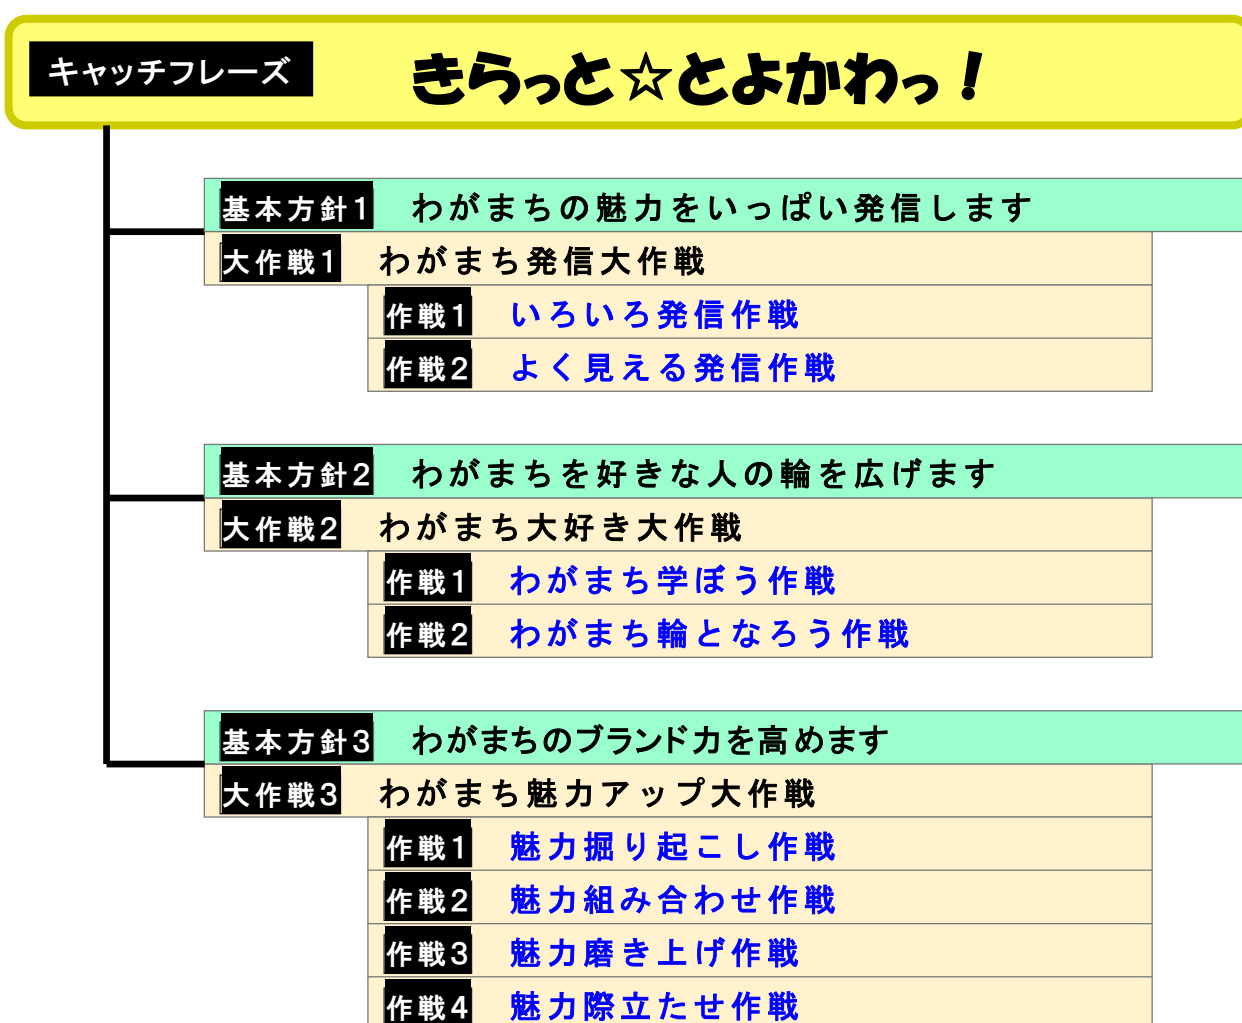 キャッチフレーズ きらっと☆とよかわっ！
基本方針1 わがまちの魅力をいっぱい発信します
大作戦1 わがまち発信大作戦
作戦1 いろいろ発信作戦
作戦2 よく見える発信作戦
基本方針2 わがまちを好きな人の輪を広げます
大作戦2 わがまち大好き大作戦
作戦1 わがまち学ぼう作戦
作戦2 わがまち輪となろう作戦
基本方針3 わがまちのブランド力を高めます
大作戦3 わがまち魅力アップ大作戦
作戦1 魅力掘り起こし作戦
作戦2 魅力組み合わせ作戦
作戦3 魅力磨き上げ作戦
作戦4 魅力際立たせ作戦